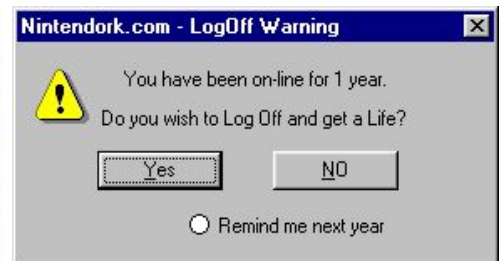 Nintendork.com - LogOff Warning
You have been on-line for 1 year.
Do you wish to Log Off and get a Life?
Yes NO
Remind me next year